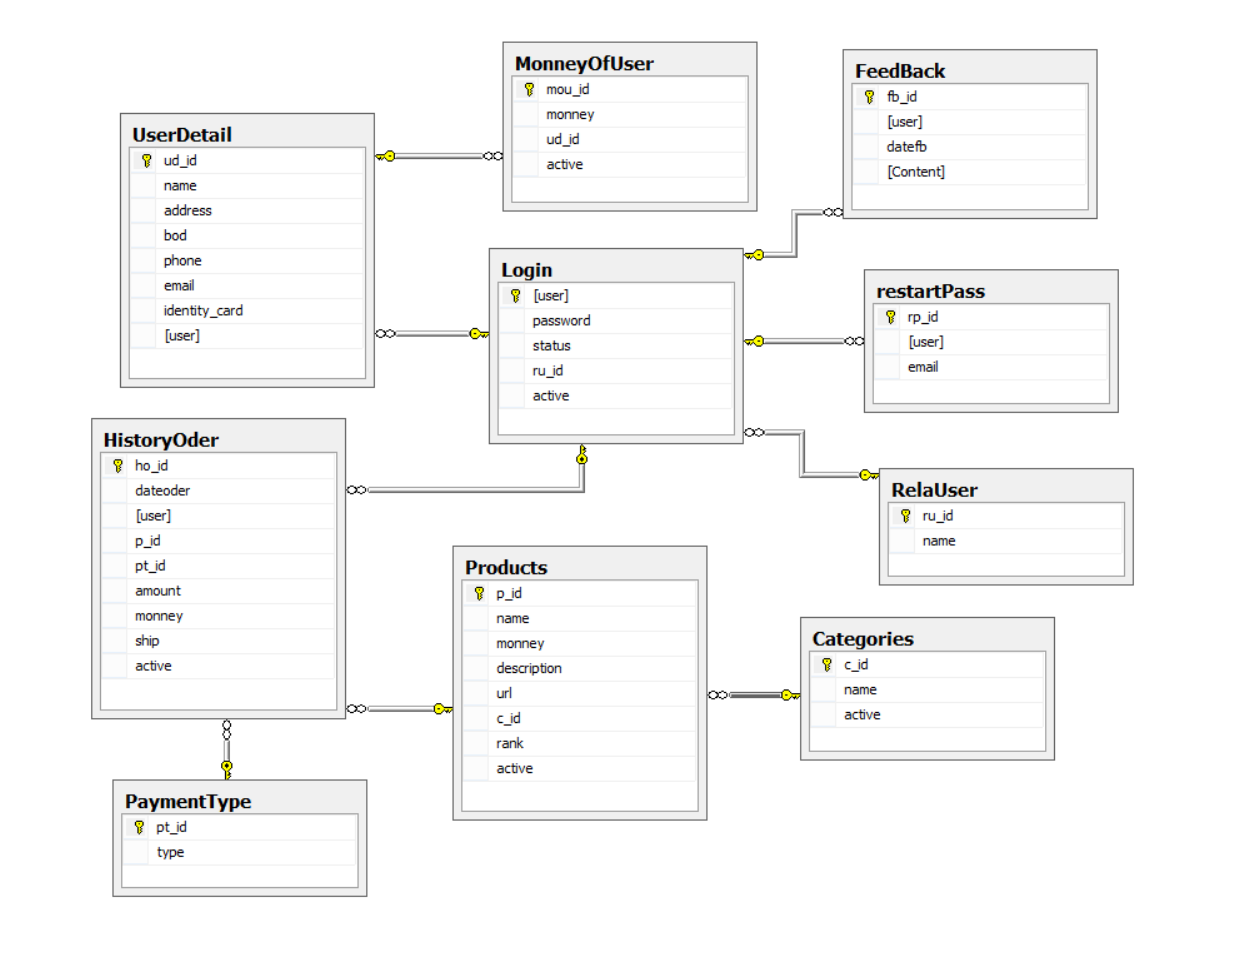 MonneyOfUser
mou_id
monney
ud_id
active
FeedBack
fb_id
[user]
datefb
[Content]
UserDetail
ud_id
name
address
bod
phone
email
identity_card
[user]
Login
[user]
password
status
ru_id
active
restartPass
rp_id
[user]
email
HistoryOder
ho_id
dateoder
[user]
p_id
pt_id
amount
monney
ship
active
RelaUser
ru_id
name
Products
p_id
name
monney
description
url
c_id
rank
active
Categories
c_id
name
active
PaymentType
pt_id
type